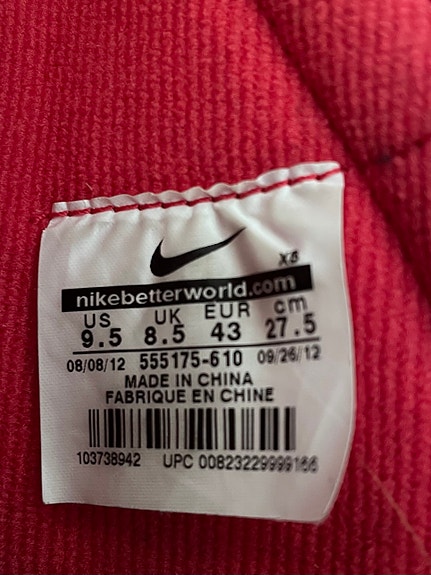 X6
nikebetterworld.com
US UK EUR cm
9.5 8.5 43 27.5
08/08/12 555175-610 09/26/12
MADE IN CHINA
FABRIQUE EN CHINE
103738942 UPC 00823229999166